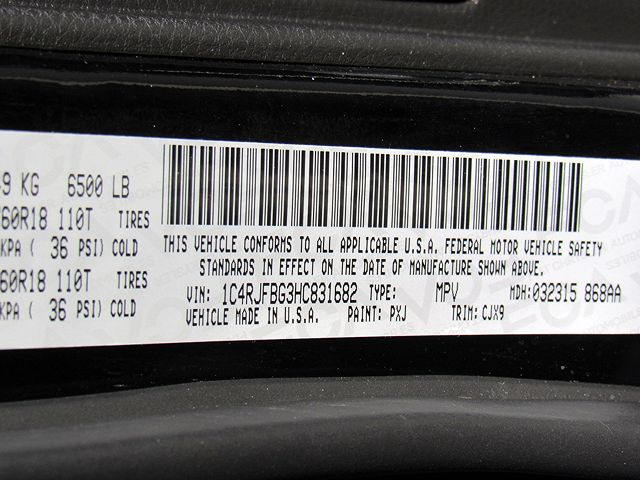 49 KG 6500 LB
60R18 110T TIRES
KPA ( 36 PSI) COLD
60R18 110T TIRES
KPA ( 36 PSI) COLD
THIS VEHICLE CONFORMS TO ALL APPLICABLE U.S.A. FEDERAL MOTOR VEHICLE SAFETY
STANDARDS IN EFFECT ON THE DATE OF MANUFACTURE SHOWN ABOVE.
VIN: 1C4RJFBG3HC831682 TYPE: MPV MDH:032315 868AA
VEHICLE MADE IN U.S.A. PAINT: PXJ TRIM: CJX9